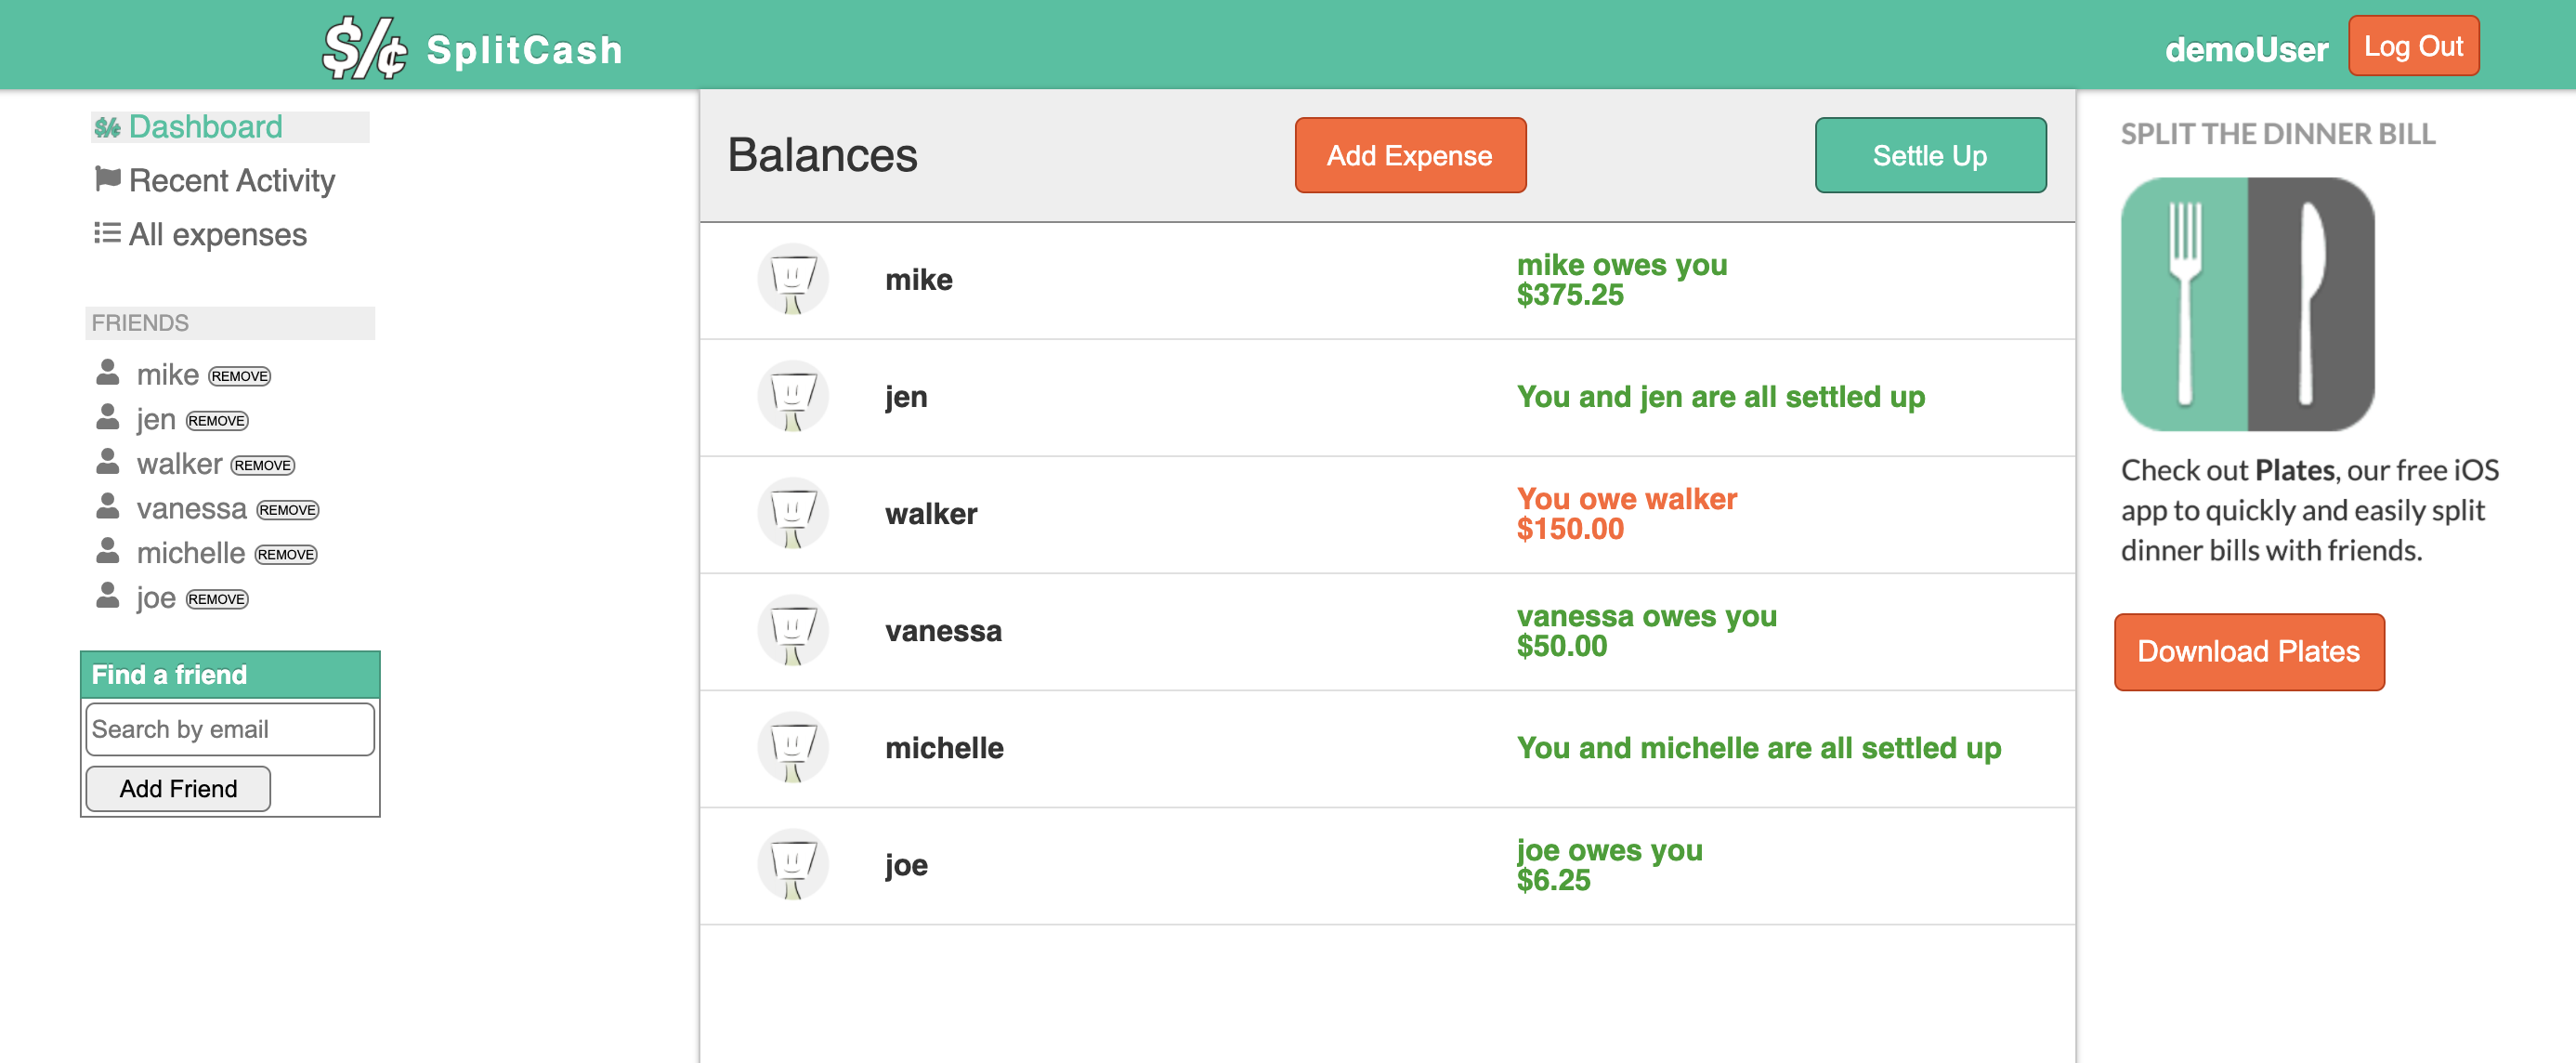 $/¢ SplitCash
demoUser
Log Out
Dashboard
Recent Activity
All expenses
FRIENDS
mike REMOVE
jen REMOVE
walker REMOVE
vanessa REMOVE
michelle REMOVE
joe REMOVE
Find a friend
Search by email
Add Friend
Balances
Add Expense
Settle Up
mike
mike owes you
$375.25
jen
You and jen are all settled up
walker
You owe walker
$150.00
vanessa
vanessa owes you
$50.00
michelle
You and michelle are all settled up
joe
joe owes you
$6.25
SPLIT THE DINNER BILL
Check out Plates, our free iOS
app to quickly and easily split
dinner bills with friends.
Download Plates